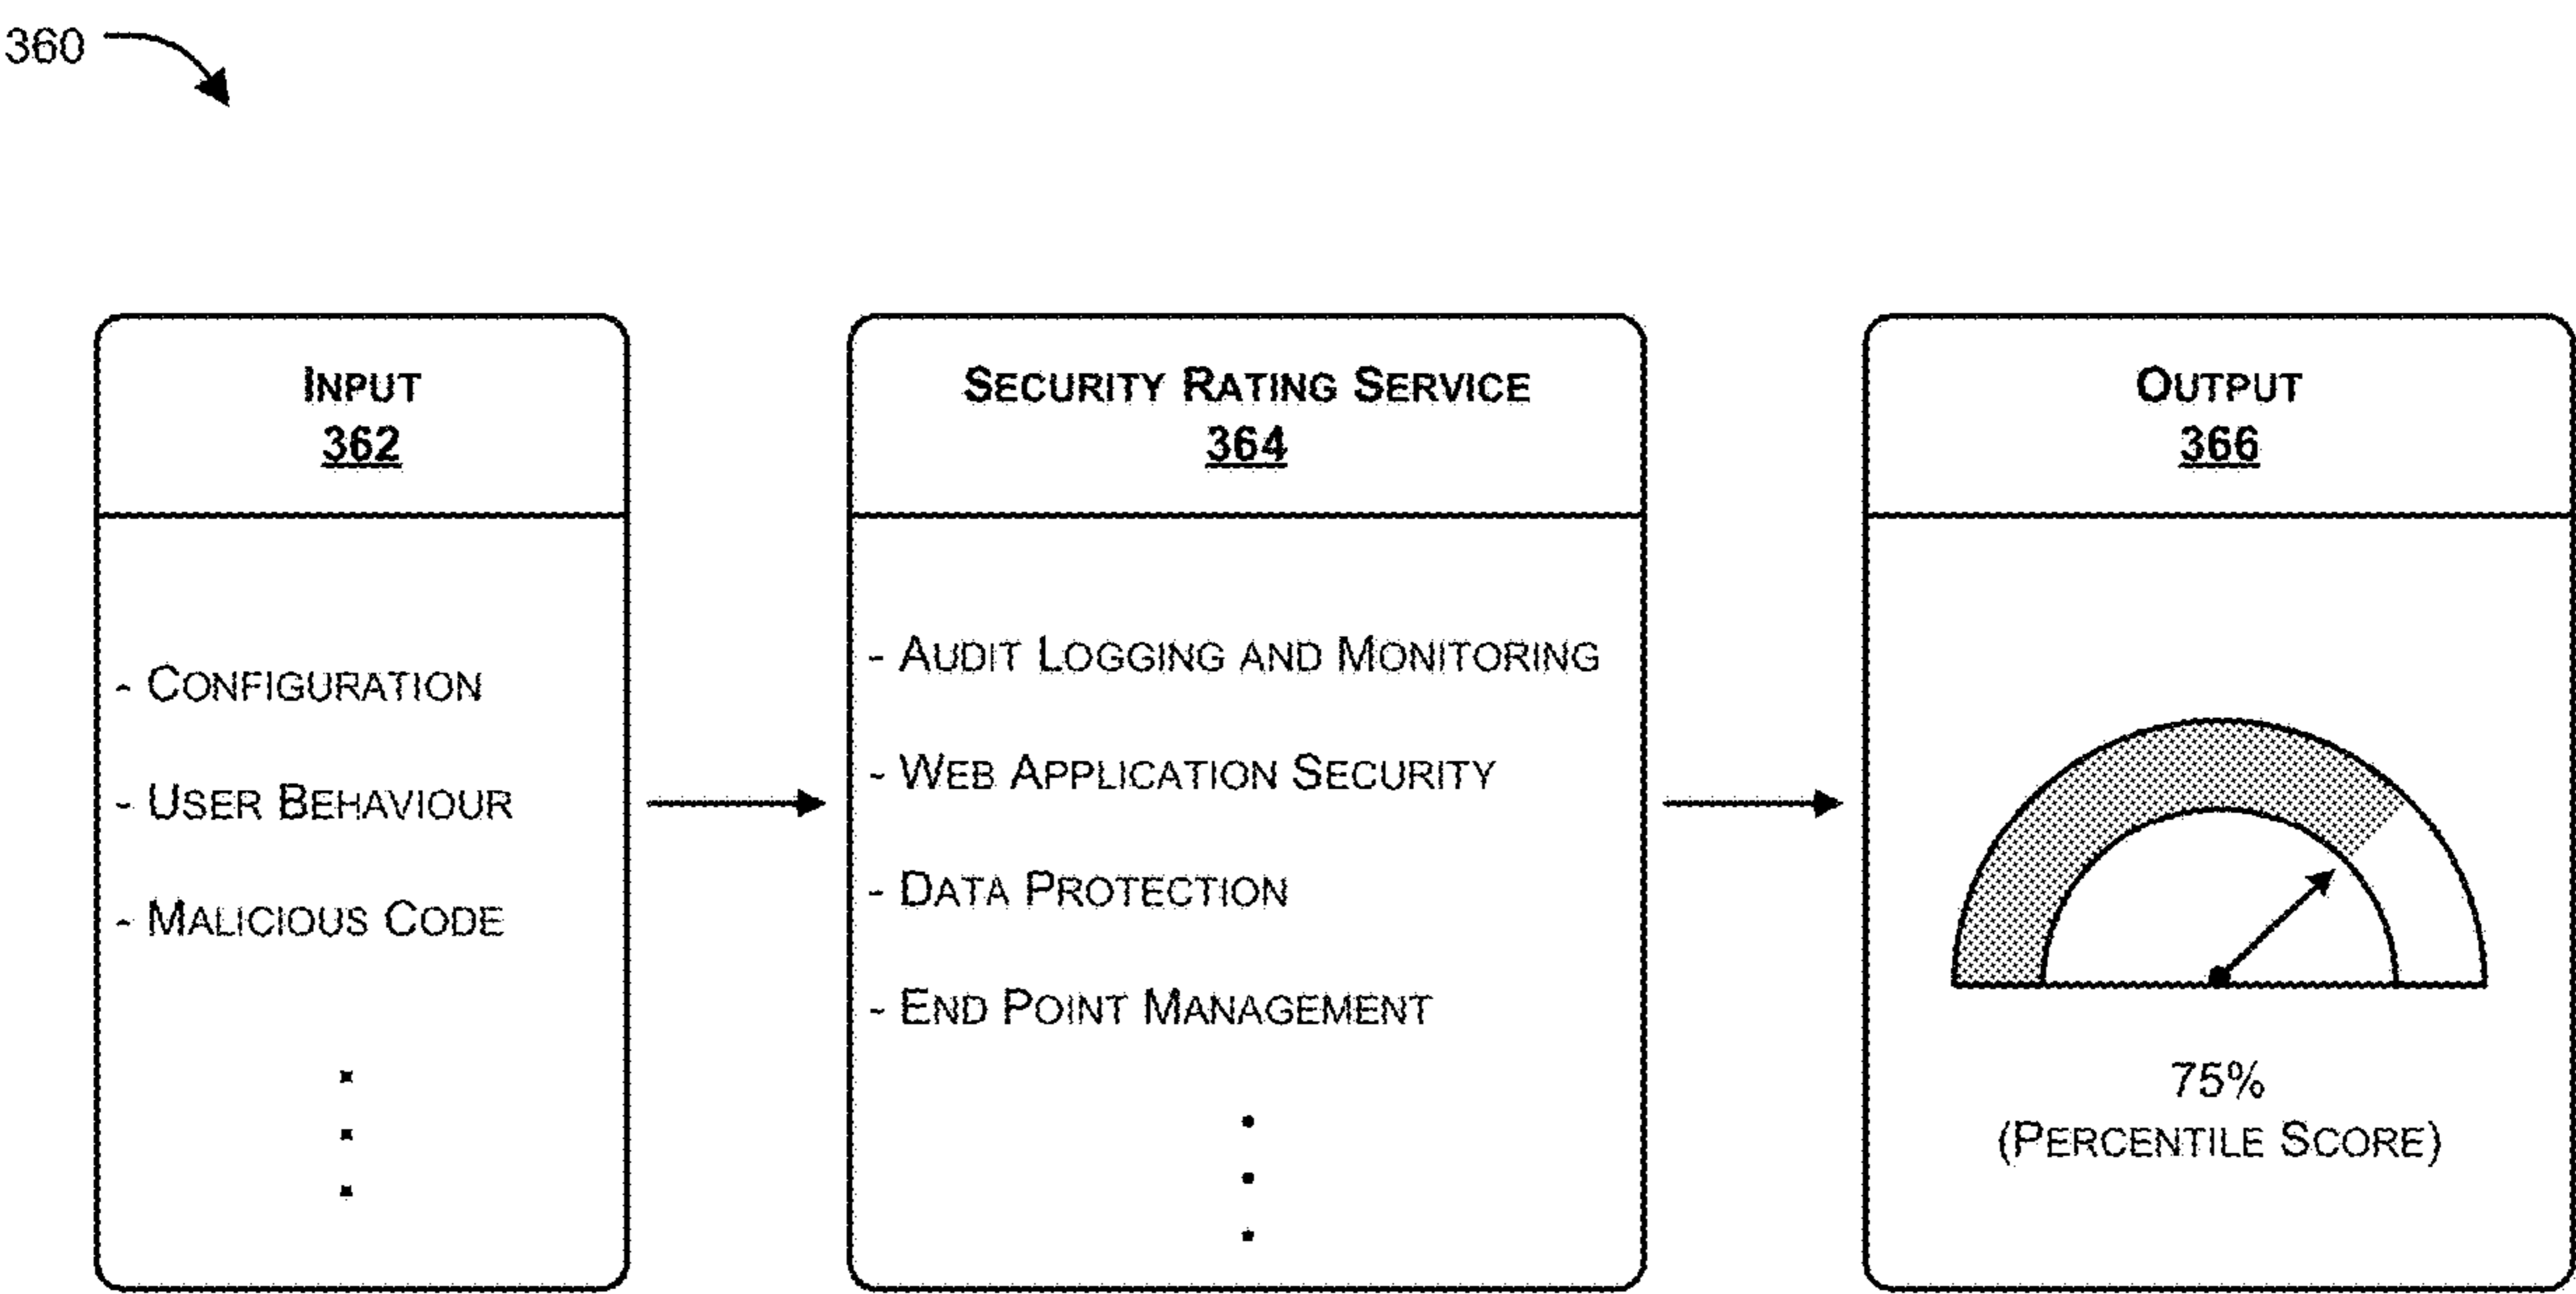 360
INPUT
362
- CONFIGURATION
- USER BEHAVIOUR
- MALICIOUS CODE
SECURITY RATING SERVICE
364
- AUDIT LOGGING AND MONITORING
- WEB APPLICATION SECURITY
- DATA PROTECTION
- END POINT MANAGEMENT
OUTPUT
366
75%
(PERCENTILE SCORE)